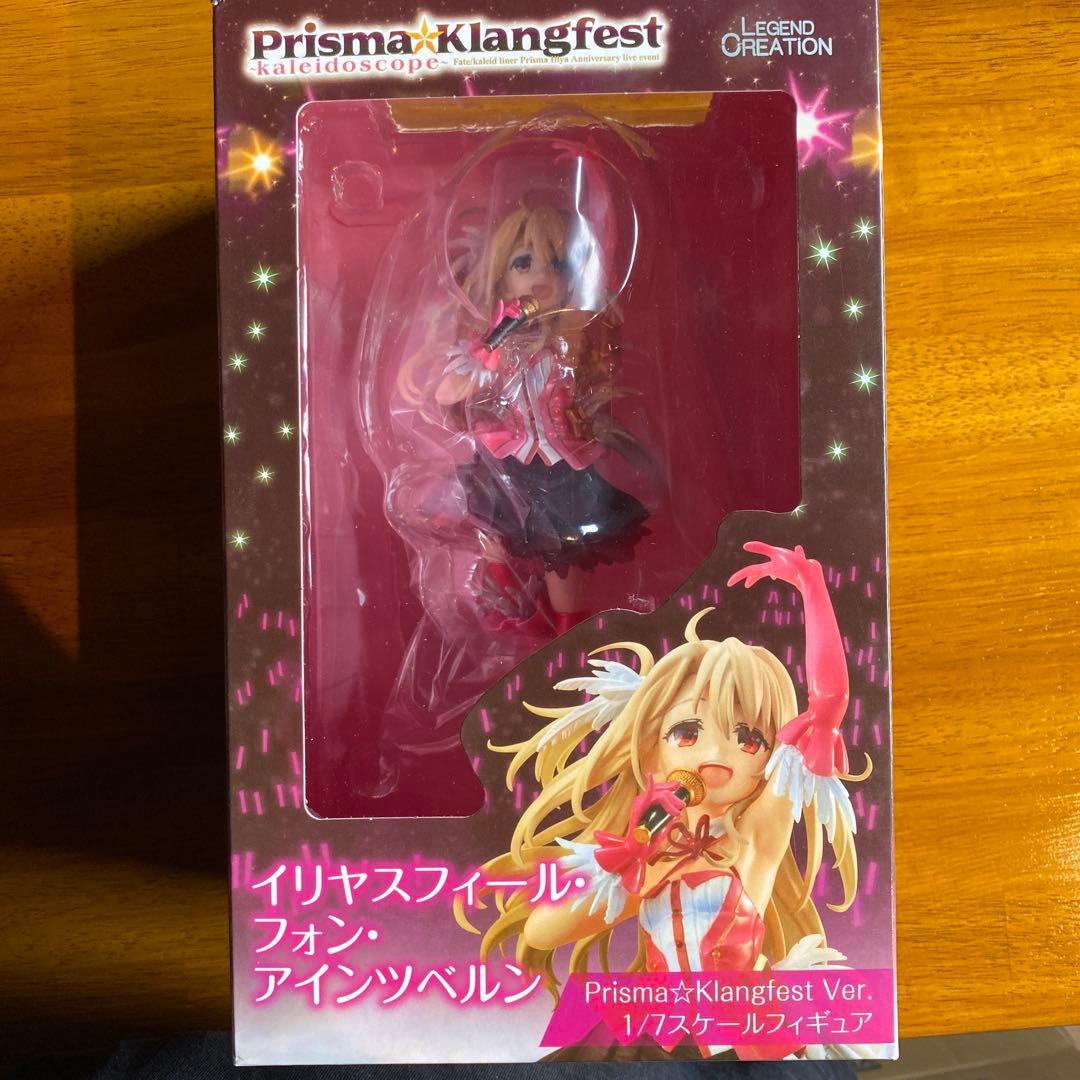 Prisma☆Klangfest
~kaleidoscope~ Fate/kaleid liner Prisma Illya Anniversary live event
LEGEND
CREATION
イリヤスフィール・
フォン・
アインツベルン
Prisma☆Klangfest Ver.
1/7スケールフィギュア